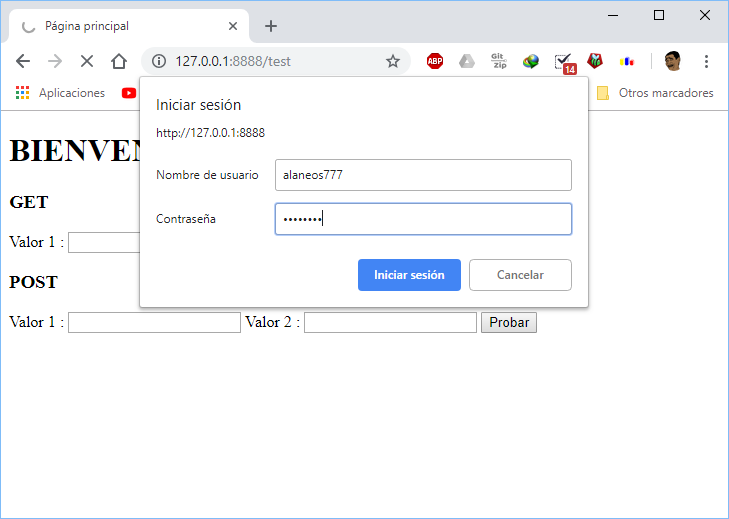 Página principal
127.0.0.1:8888/test
ABP
Git
Zip
14
Aplicaciones
Otros marcadores
Iniciar sesión
http://127.0.0.1:8888
Nombre de usuario alaneos777
Contraseña ••••••••
Iniciar sesión Cancelar
BIENVEN
GET
Valor 1 :
POST
Valor 1 : Valor 2 : Probar